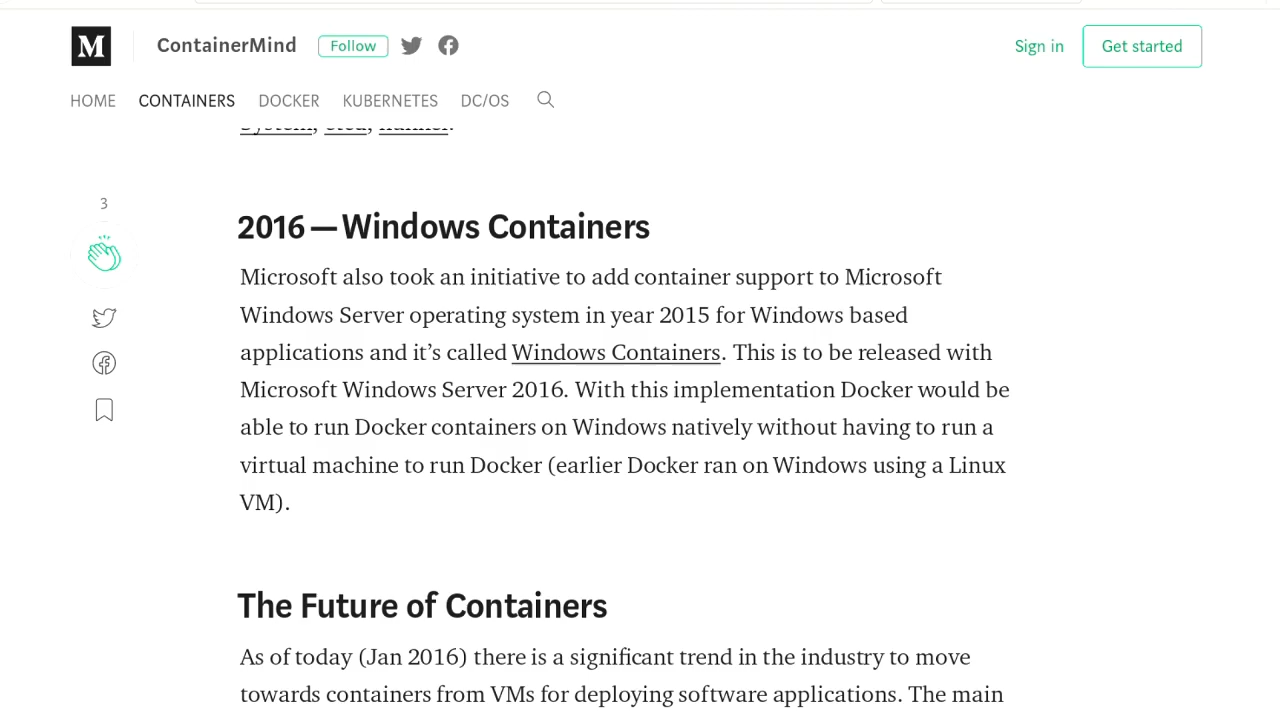 M
ContainerMind
Follow
Sign in
Get started
HOME
CONTAINERS
DOCKER
KUBERNETES
DC/OS
3
2016 — Windows Containers
Microsoft also took an initiative to add container support to Microsoft
Windows Server operating system in year 2015 for Windows based
applications and it’s called Windows Containers. This is to be released with
Microsoft Windows Server 2016. With this implementation Docker would be
able to run Docker containers on Windows natively without having to run a
virtual machine to run Docker (earlier Docker ran on Windows using a Linux
VM).
The Future of Containers
As of today (Jan 2016) there is a significant trend in the industry to move
towards containers from VMs for deploying software applications. The main